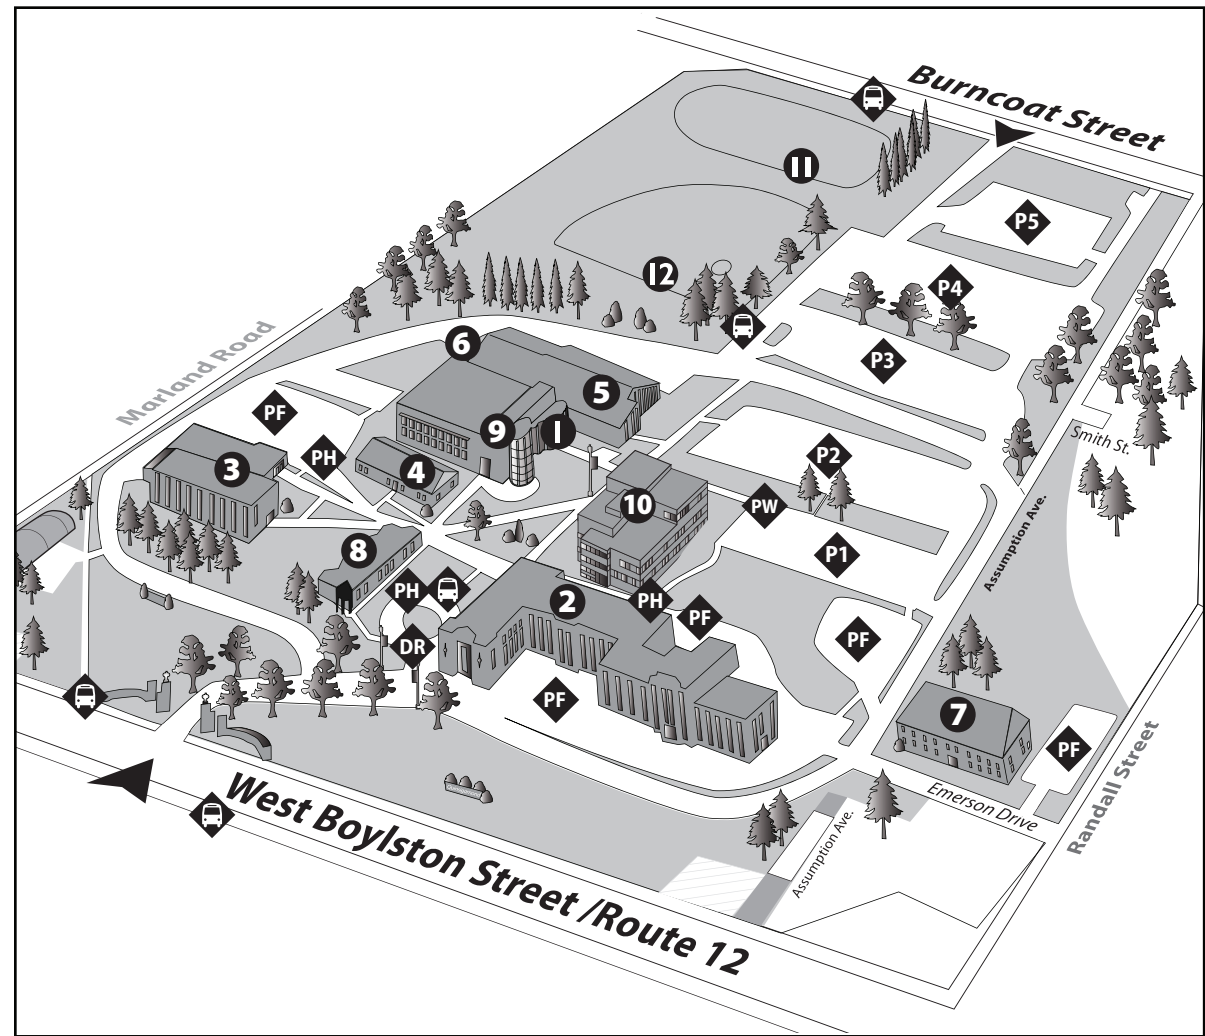 Burncoat Street
11
P5
12
P4
Marland Road
6
P3
5
PF
9
1
Smith St.
3
PH
4
P2
10
PW
Assumption Ave.
8
P1
PH
2
PH
PF
DR
PF
PF
7
PF
Emerson Drive
Randall Street
West Boylston Street /Route 12
Assumption Ave.